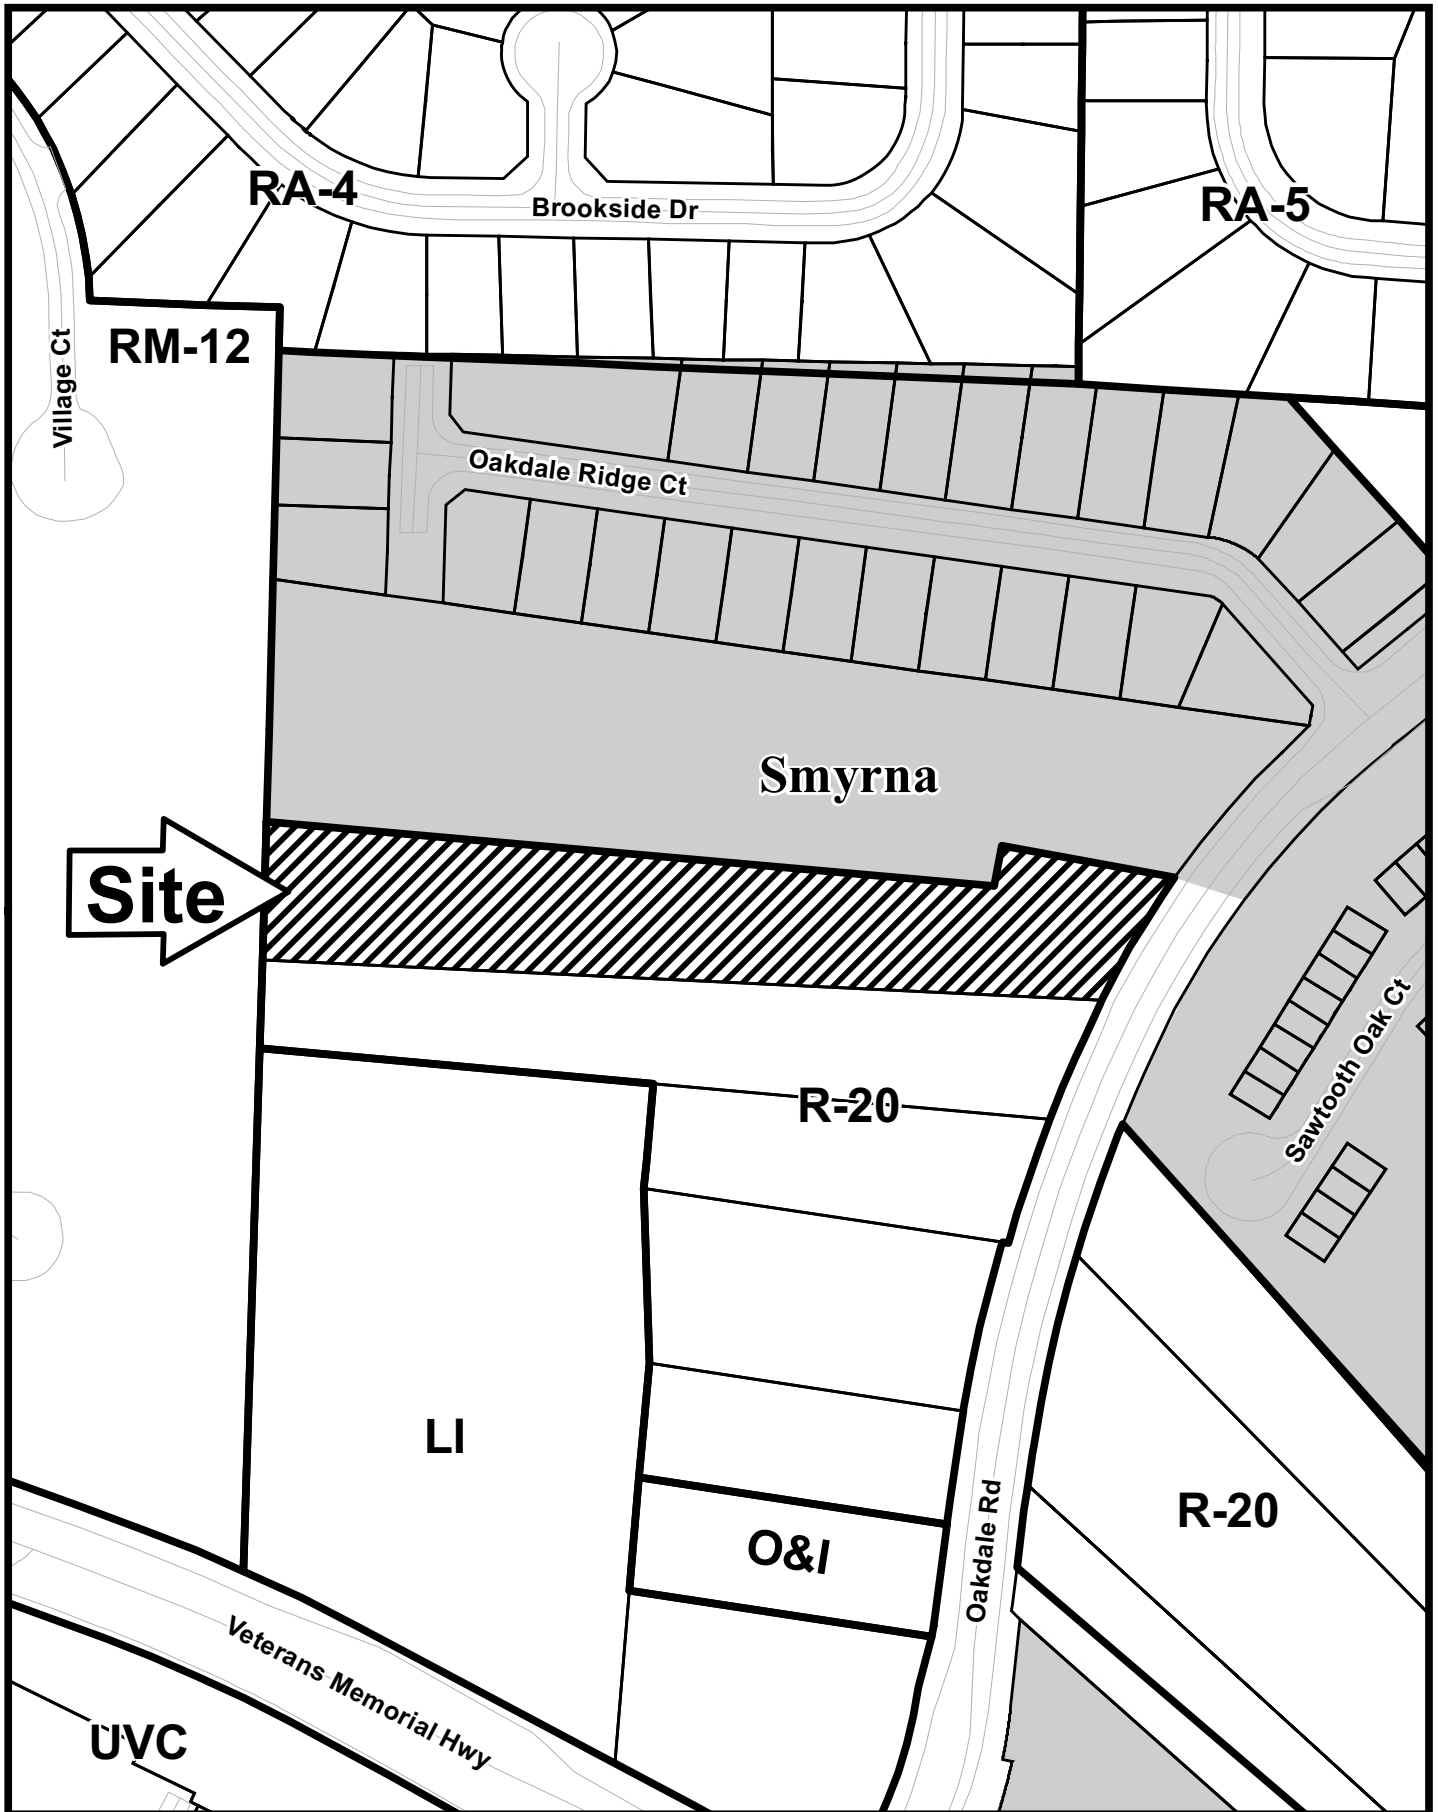 RA-4
Brookside Dr
RA-5
RM-12
Village Ct
Oakdale Ridge Ct
Smyrna
Site
Sawtooth Oak Ct
R-20
LI
R-20
O&I
Oakdale Rd
Veterans Memorial Hwy
UVC